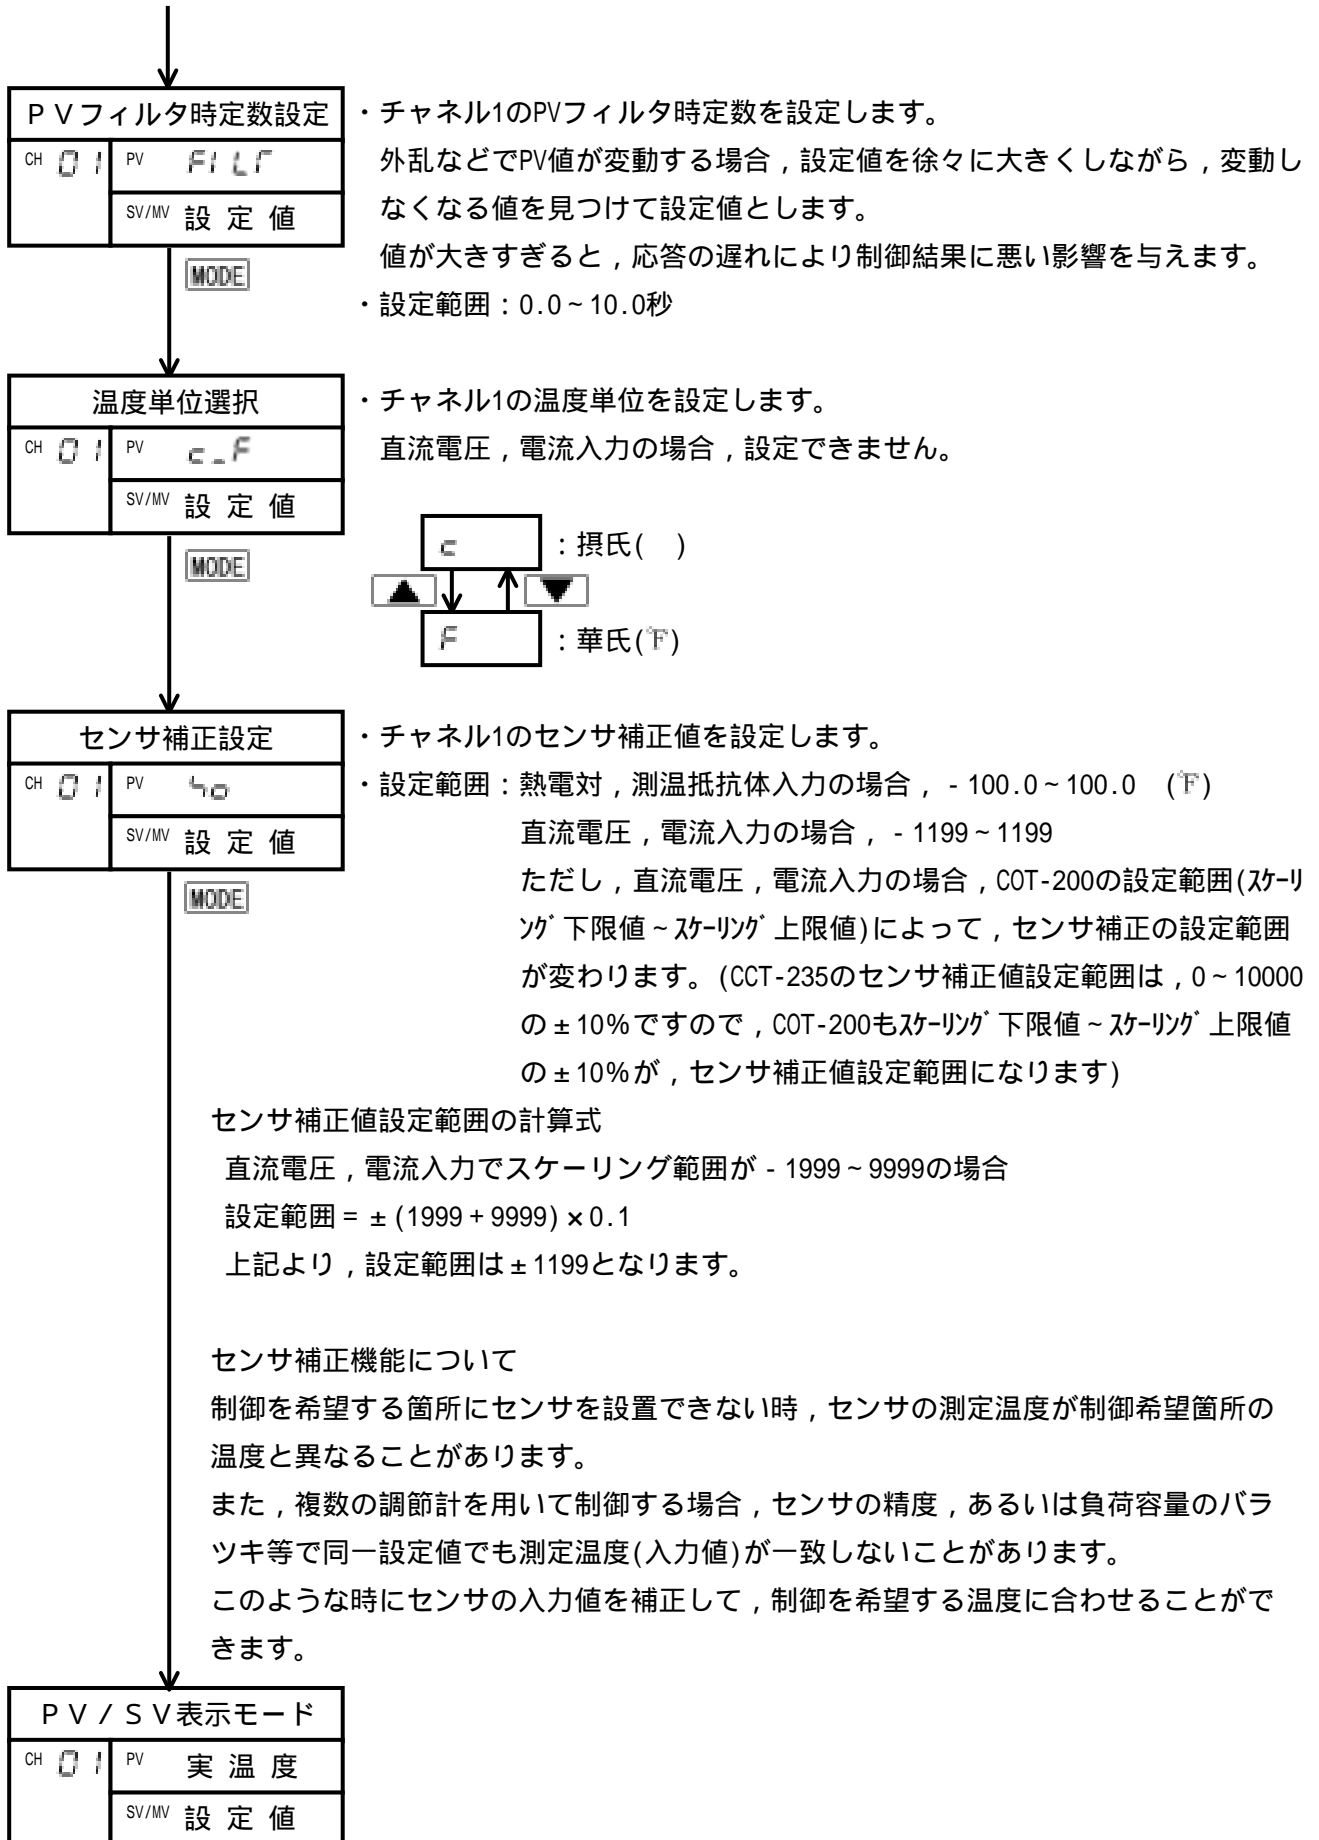 ＰＶフィルタ時定数設定
CH 01 PV FILT
SV/MV 設定値
MODE
・チャネル1のPVフィルタ時定数を設定します。
外乱などでPV値が変動する場合，設定値を徐々に大きくしながら，変動し
なくなる値を見つけて設定値とします。
値が大きすぎると，応答の遅れにより制御結果に悪い影響を与えます。
・設定範囲：0.0～10.0秒
温度単位選択
CH 01 PV c_F
SV/MV 設定値
MODE
・チャネル1の温度単位を設定します。
直流電圧，電流入力の場合，設定できません。
c ：摂氏(　)
▲ ▼
F ：華氏(℉)
センサ補正設定
CH 01 PV so
SV/MV 設定値
MODE
・チャネル1のセンサ補正値を設定します。
・設定範囲：熱電対，測温抵抗体入力の場合，-100.0～100.0　(℉)
直流電圧，電流入力の場合，-1199～1199
ただし，直流電圧，電流入力の場合，COT-200の設定範囲(ｽｹｰﾘ
ﾝｸﾞ下限値～ｽｹｰﾘﾝｸﾞ上限値)によって，センサ補正の設定範囲
が変わります。(CCT-235のセンサ補正値設定範囲は，0～10000
の±10％ですので，COT-200もｽｹｰﾘﾝｸﾞ下限値～ｽｹｰﾘﾝｸﾞ上限値
の±10％が，センサ補正値設定範囲になります)
センサ補正値設定範囲の計算式
直流電圧，電流入力でスケーリング範囲が-1999～9999の場合
設定範囲=±(1999+9999)×0.1
上記より，設定範囲は±1199となります。
センサ補正機能について
制御を希望する箇所にセンサを設置できない時，センサの測定温度が制御希望箇所の
温度と異なることがあります。
また，複数の調節計を用いて制御する場合，センサの精度，あるいは負荷容量のバラ
ツキ等で同一設定値でも測定温度(入力値)が一致しないことがあります。
このような時にセンサの入力値を補正して，制御を希望する温度に合わせることがで
きます。
ＰＶ／ＳＶ表示モード
CH 01 PV 実温度
SV/MV 設定値